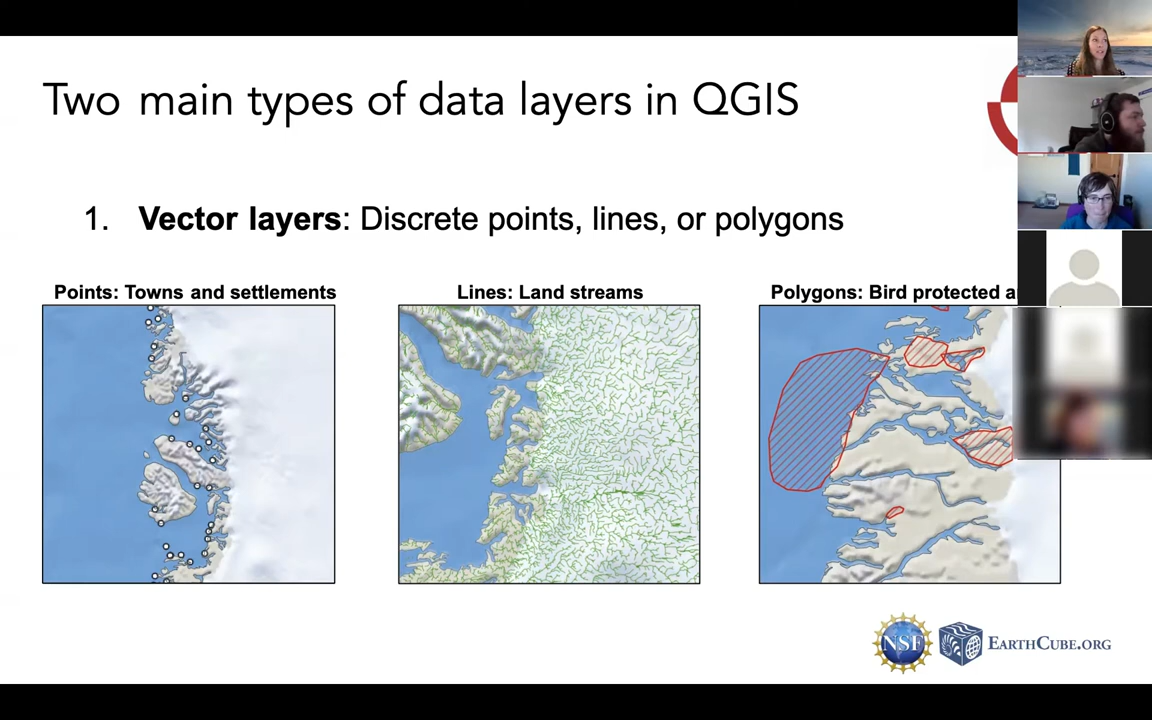 Two main types of data layers in QGIS
1. Vector layers: Discrete points, lines, or polygons
Points: Towns and settlements
Lines: Land streams
Polygons: Bird protected a
NSF
EARTHCUBE.ORG